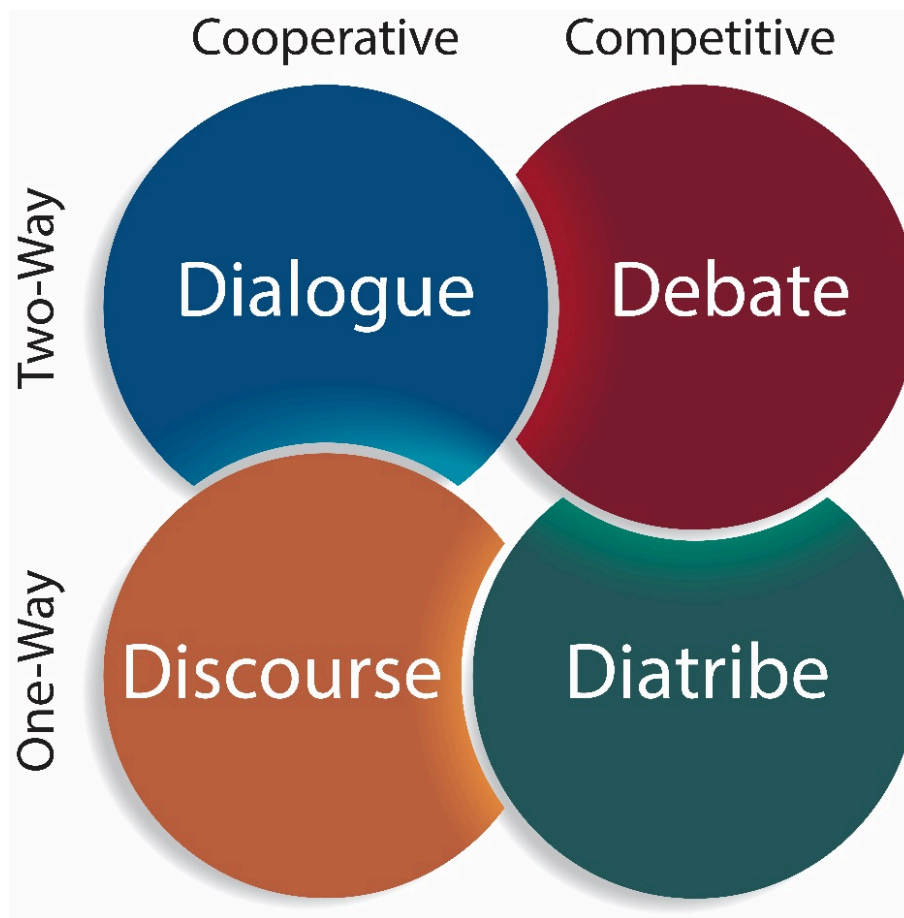 Cooperative Competitive
Two-Way
Dialogue Debate
One-Way
Discourse Diatribe